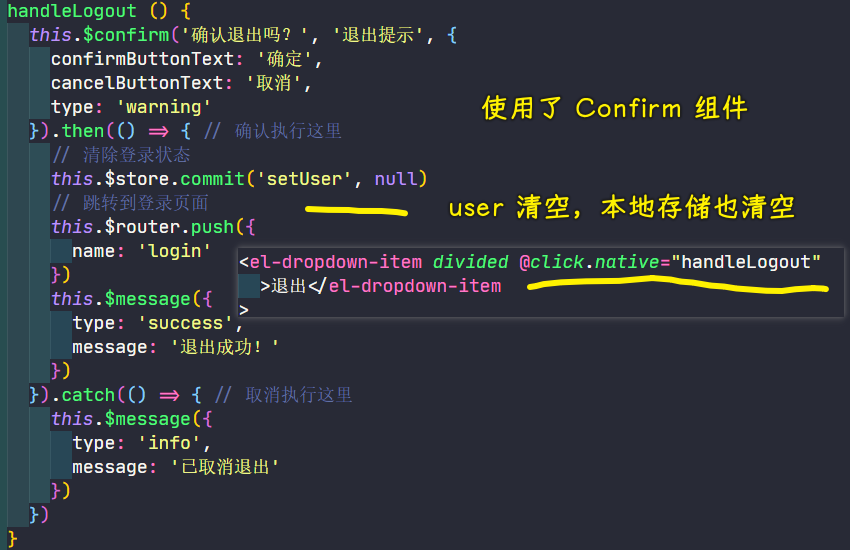 handleLogout () {
this.$confirm('确认退出吗？', '退出提示', {
confirmButtonText: '确定',
cancelButtonText: '取消',
type: 'warning'
使用了 Confirm 组件
}).then(() => { // 确认执行这里
// 清除登录状态
this.$store.commit('setUser', null)
// 跳转到登录页面
user 清空，本地存储也清空
this.$router.push({
name: 'login'
<el-dropdown-item divided @click.native="handleLogout"
>退出</el-dropdown-item
>
})
this.$message({
type: 'success',
message: '退出成功！'
})
}).catch(() => { // 取消执行这里
this.$message({
type: 'info',
message: '已取消退出'
})
})
}